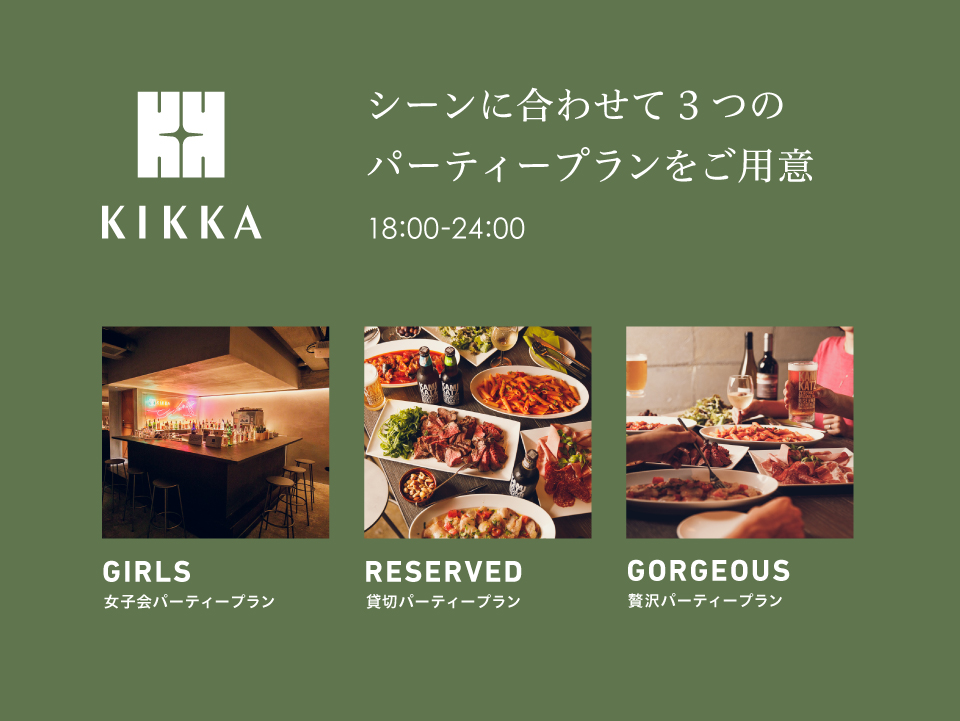 KIKKA
シーンに合わせて3つの
パーティープランをご用意
18:00-24:00
GIRLS
女子会パーティープラン
RESERVED
貸切パーティープラン
GORGEOUS
贅沢パーティープラン